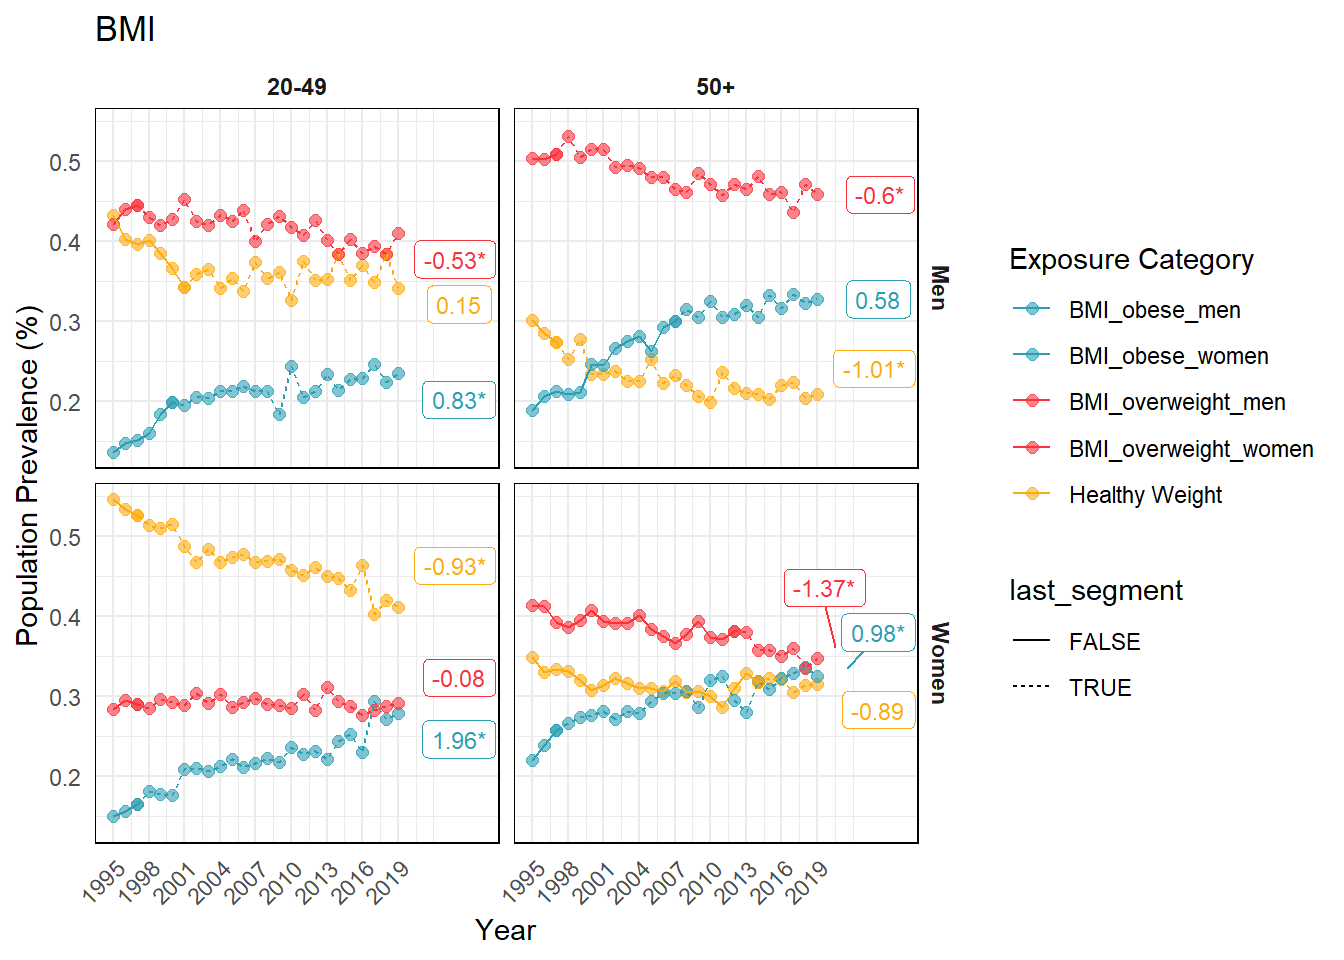 BMI
20-49
50+
0.5
0.4
0.3
0.2
-0.53*
0.15
0.83*
-0.6*
0.58
-1.01*
Men
0.5
0.4
0.3
0.2
-0.93*
-0.08
1.96*
-1.37*
0.98*
-0.89
Women
Population Prevalence (%)
1995
1998
2001
2004
2007
2010
2013
2016
2019
1995
1998
2001
2004
2007
2010
2013
2016
2019
Year
Exposure Category
BMI_obese_men
BMI_obese_women
BMI_overweight_men
BMI_overweight_women
Healthy Weight
last_segment
FALSE
TRUE